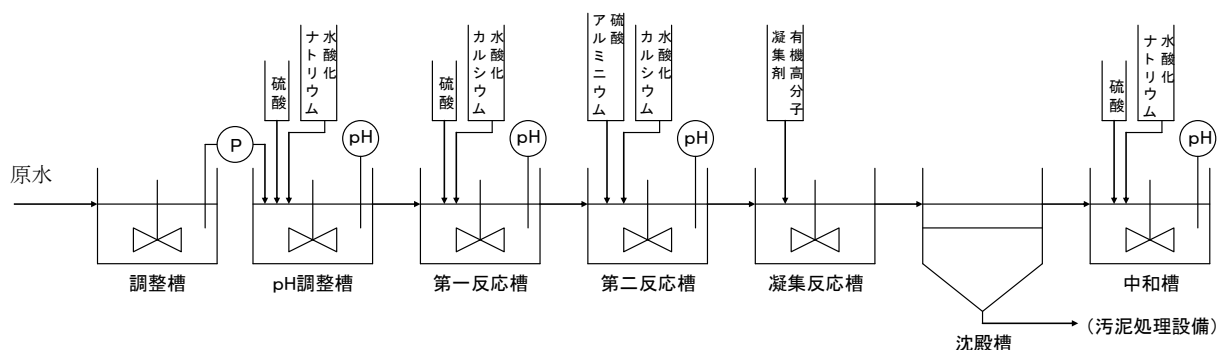 原水
P
硫酸
水酸化
ナトリウム
pH
硫酸
水酸化
カルシウム
pH
硫酸
アルミニウム
水酸化
カルシウム
pH
有機高分子
凝集剤
硫酸
水酸化
ナトリウム
pH
調整槽
pH調整槽
第一反応槽
第二反応槽
凝集反応槽
沈殿槽
中和槽
(汚泥処理設備)